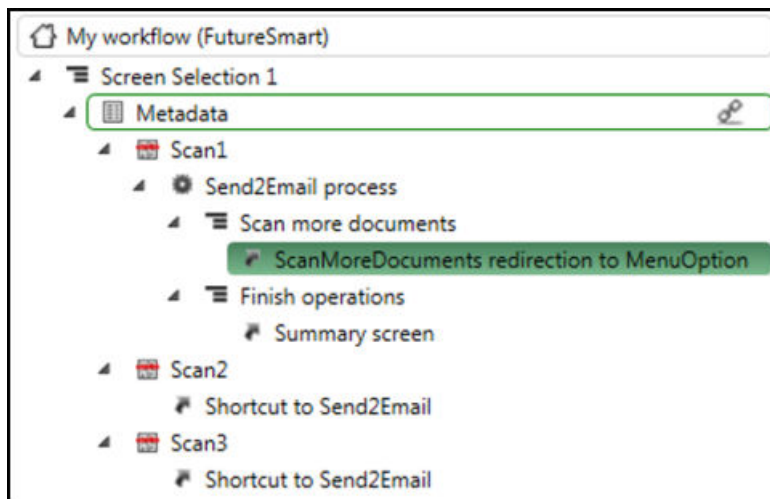 My workflow (FutureSmart)
Screen Selection 1
Metadata
Scan1
Send2Email process
Scan more documents
ScanMoreDocuments redirection to MenuOption
Finish operations
Summary screen
Scan2
Shortcut to Send2Email
Scan3
Shortcut to Send2Email